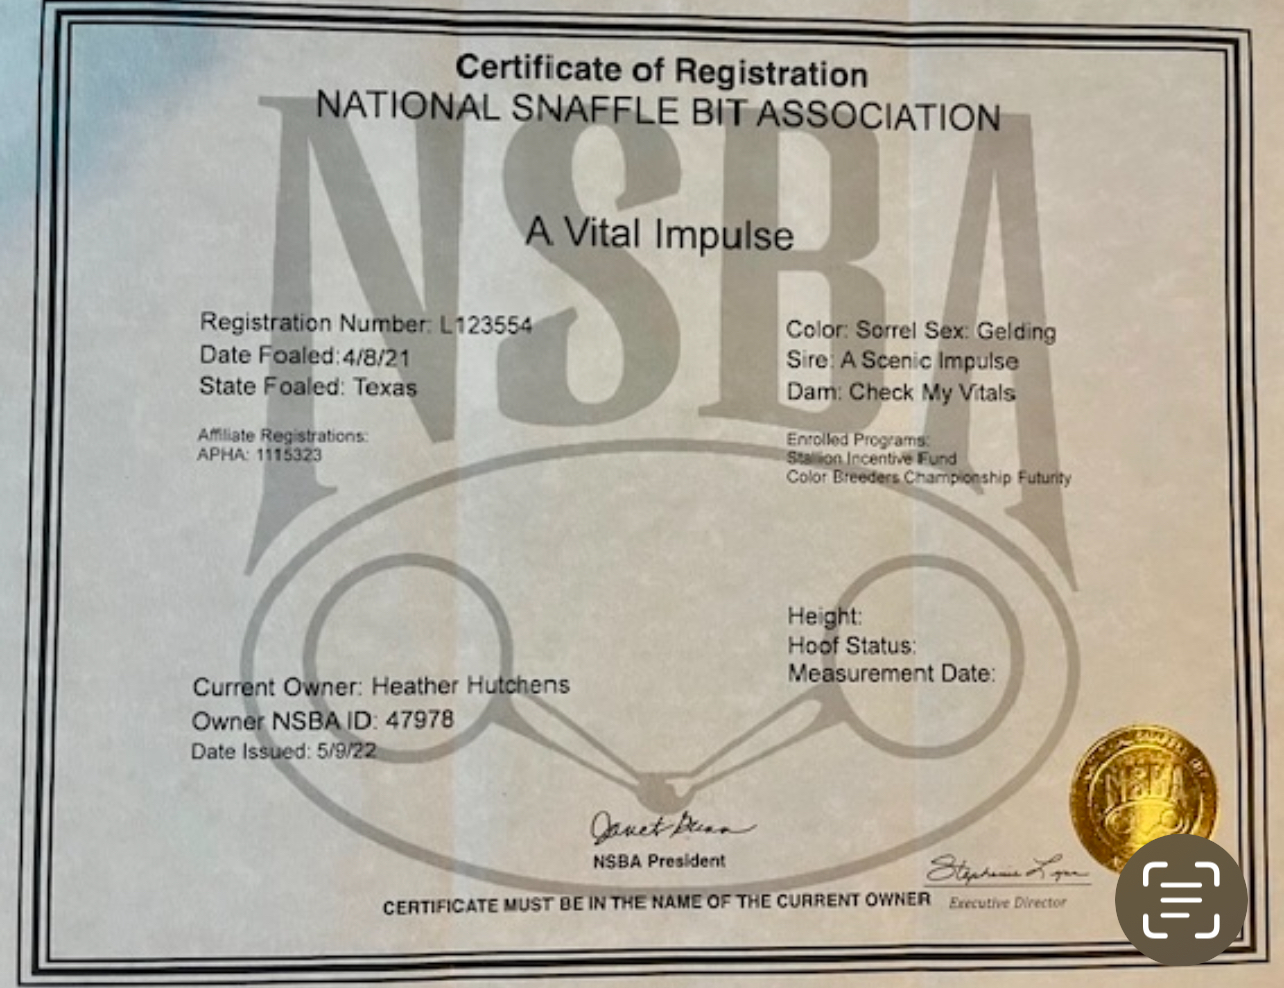 Certificate of Registration
NATIONAL SNAFFLE BIT ASSOCIATION
NSBA
A Vital Impulse
Registration Number: L123554
Date Foaled:4/8/21
State Foaled: Texas
Affiliate Registrations:
APHA: 1115323
Color: Sorrel Sex: Gelding
Sire: A Scenic Impulse
Dam: Check My Vitals
Enrolled Programs:
Stallion Incentive Fund
Color Breeders Championship Futurity
Height:
Hoof Status:
Measurement Date:
Current Owner: Heather Hutchens
Owner NSBA ID: 47978
Date Issued: 5/9/22
NSBA
Janet
NSBA President
Stephanie
Executive Director
CERTIFICATE MUST BE IN THE NAME OF THE CURRENT OWNER